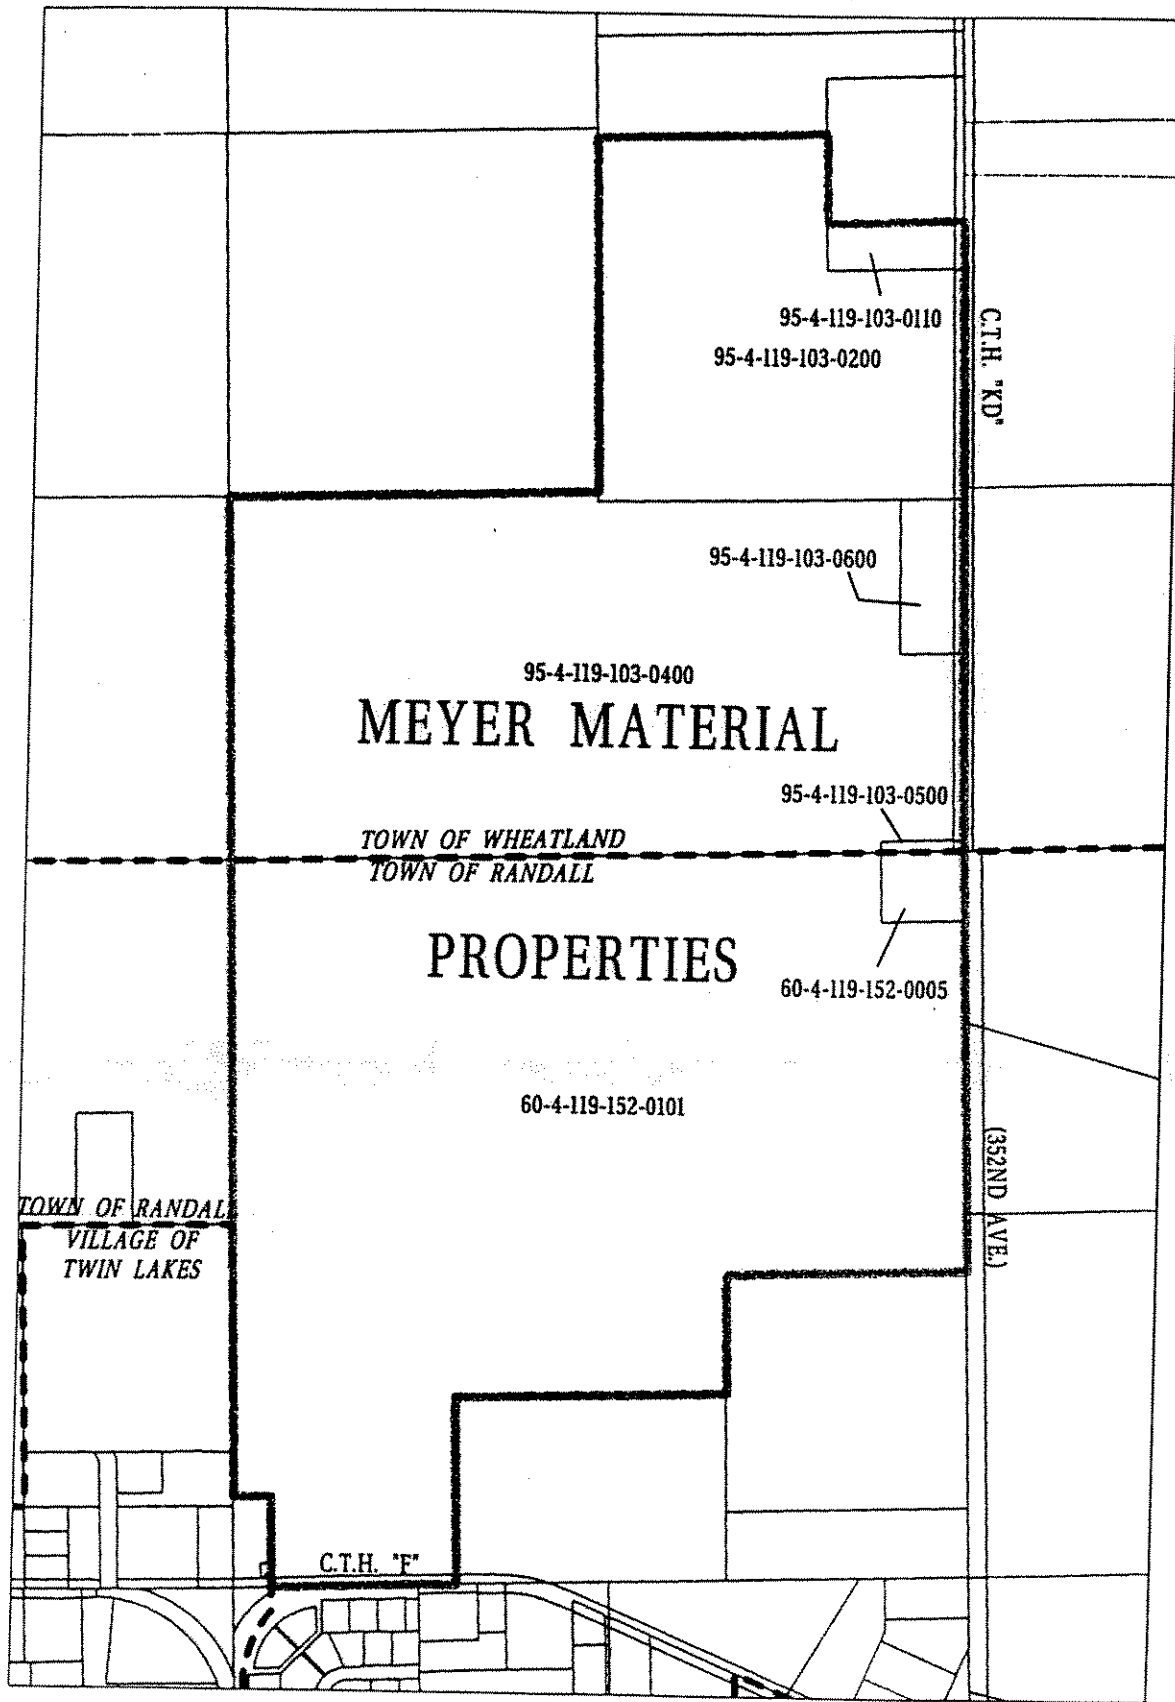 95-4-119-103-0110
95-4-119-103-0200
C.T.H. "KD"
95-4-119-103-0600
95-4-119-103-0400
MEYER MATERIAL
95-4-119-103-0500
TOWN OF WHEATLAND
TOWN OF RANDALL
PROPERTIES
60-4-119-152-0005
60-4-119-152-0101
(352ND AVE.)
TOWN OF RANDALL
VILLAGE OF
TWIN LAKES
C.T.H. "F"